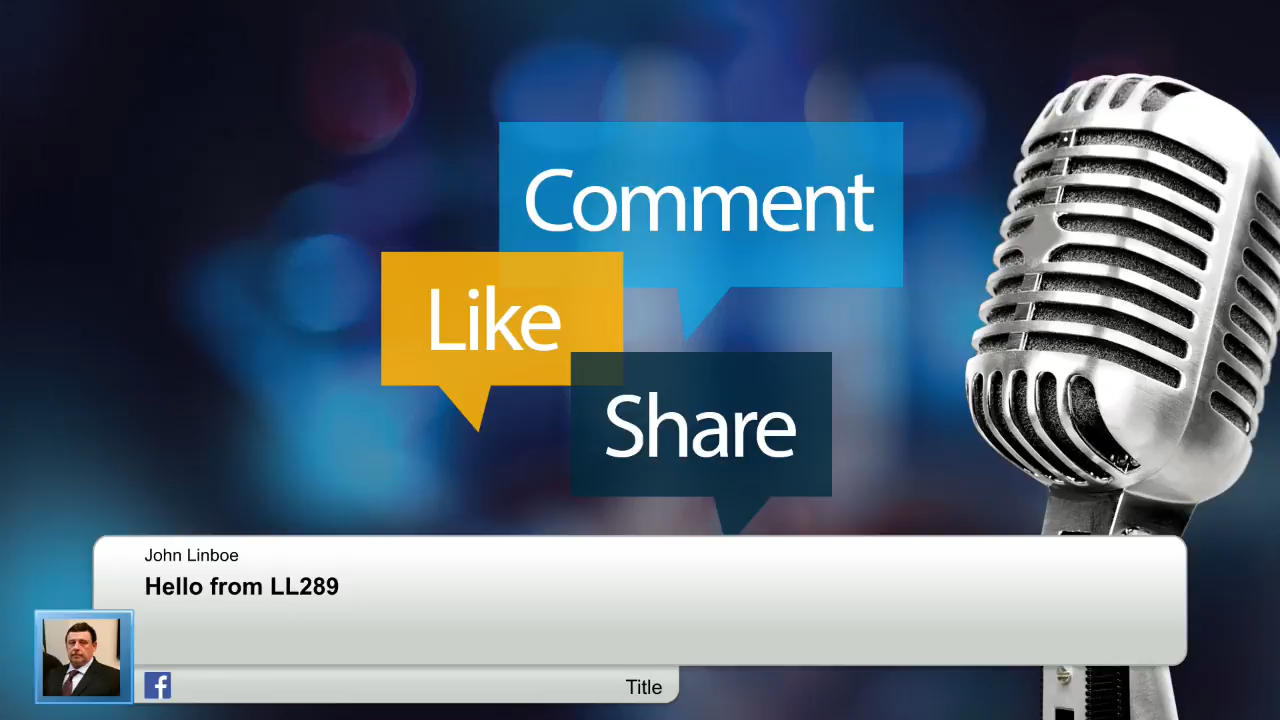 Comment
Like
Share
John Linboe
Hello from LL289
Title